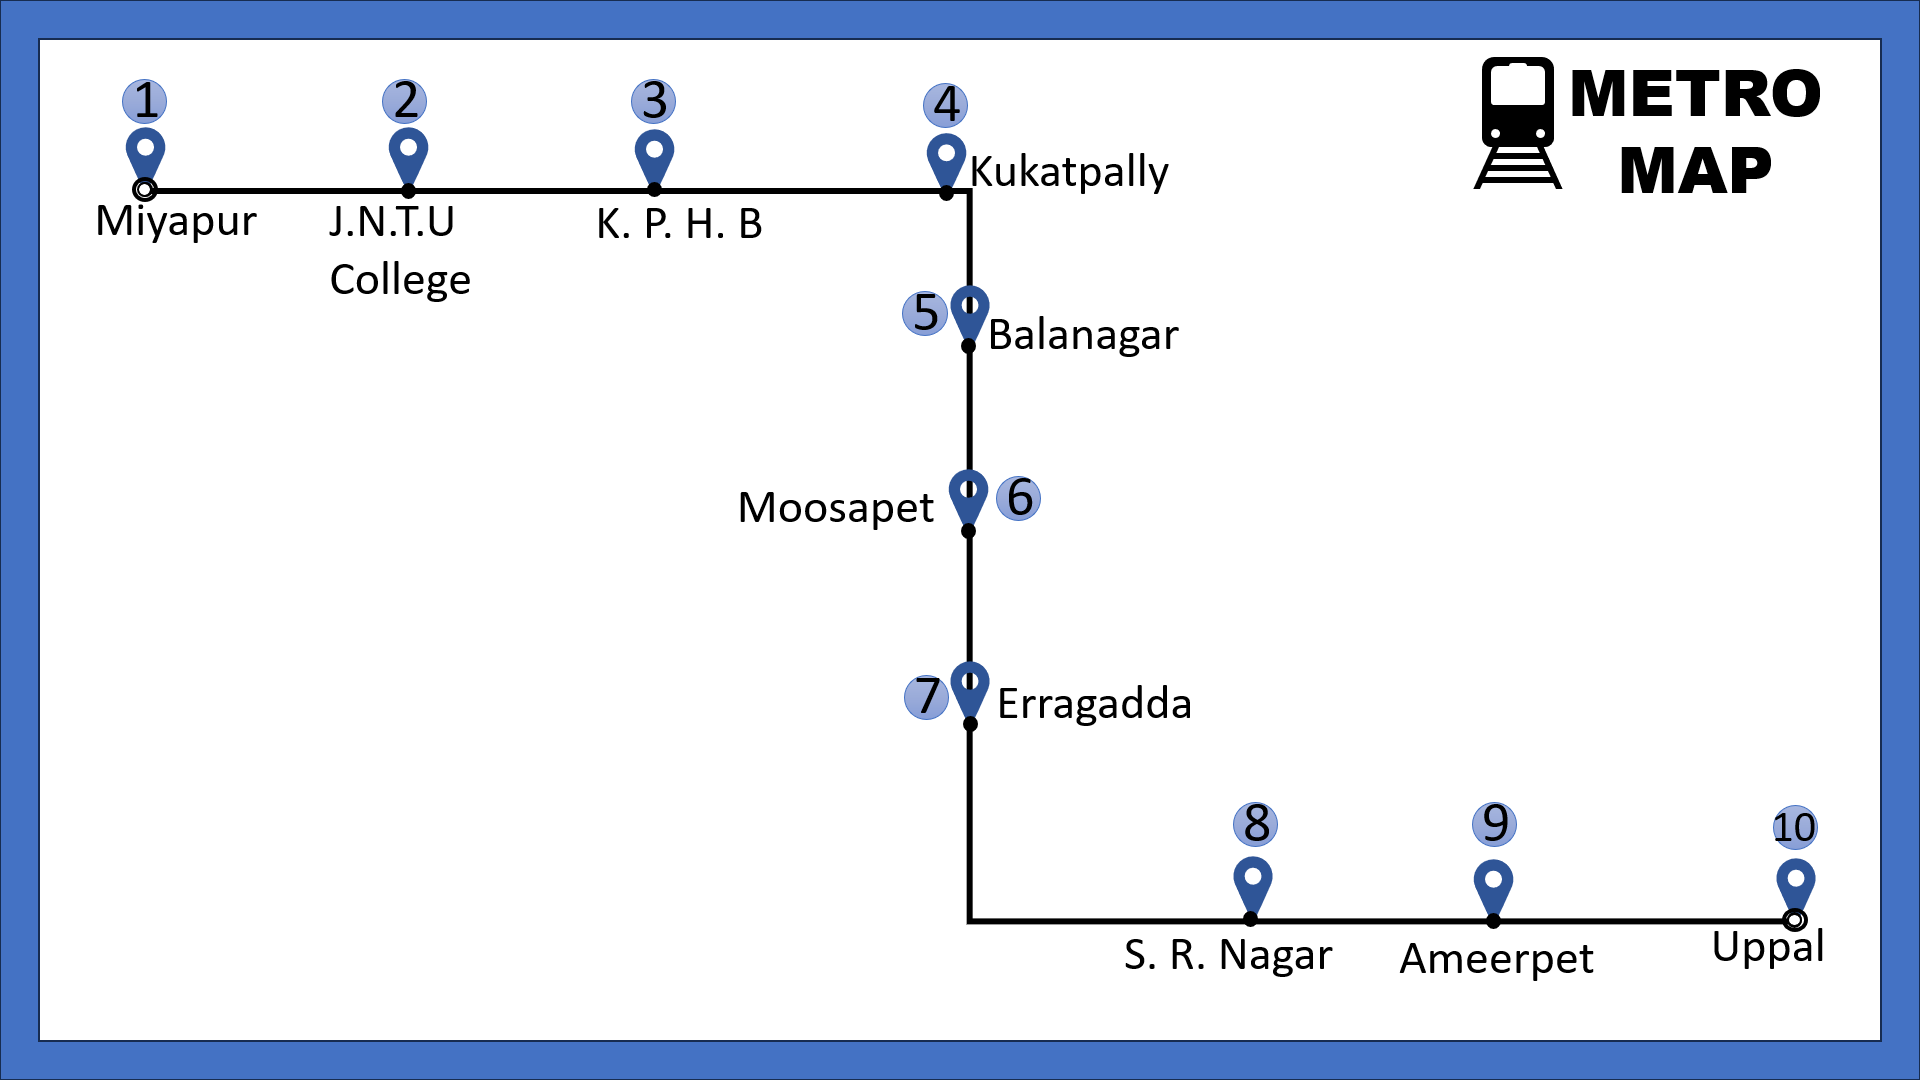 METRO
MAP
1
2
3
4
Miyapur
J.N.T.U
College
K. P. H. B
Kukatpally
5
Balanagar
Moosapet
6
7
Erragadda
8
9
10
S. R. Nagar
Ameerpet
Uppal